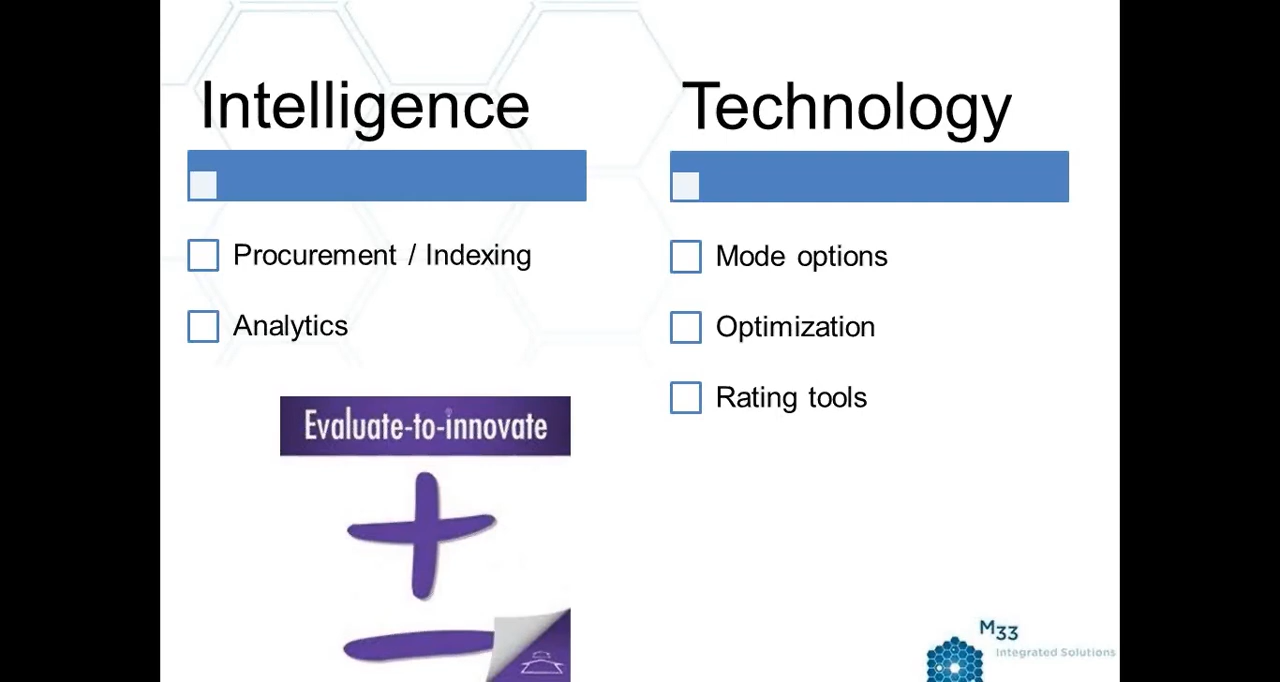 Intelligence
Procurement / Indexing
Analytics
Evaluate-to-innovate
Technology
Mode options
Optimization
Rating tools
M33
Integrated Solutions